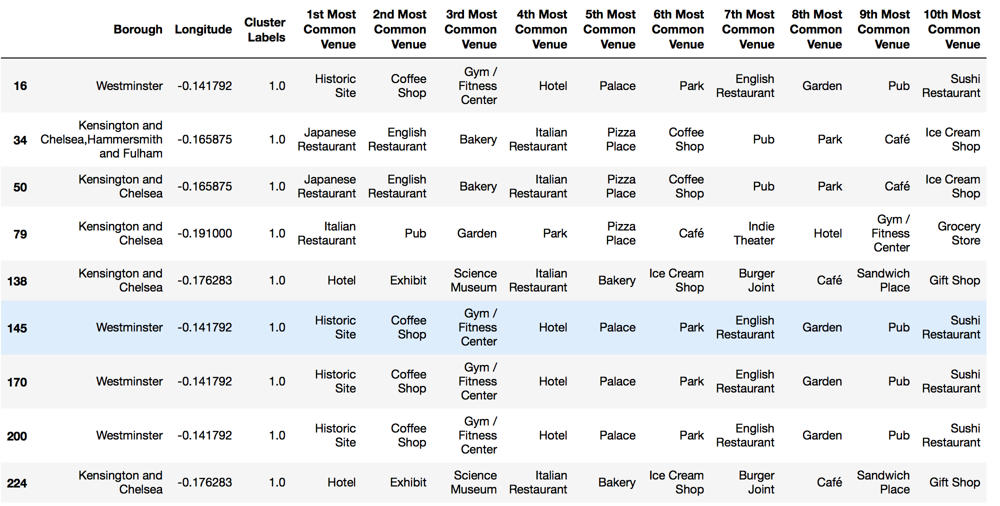 Borough Longitude Cluster Labels 1st Most Common Venue 2nd Most Common Venue 3rd Most Common Venue 4th Most Common Venue 5th Most Common Venue 6th Most Common Venue 7th Most Common Venue 8th Most Common Venue 9th Most Common Venue 10th Most Common Venue
16 Westminster -0.141792 1.0 Historic Site Coffee Shop Gym / Fitness Center Hotel Palace Park English Restaurant Garden Pub Sushi Restaurant
34 Kensington and Chelsea,Hammersmith and Fulham -0.165875 1.0 Japanese Restaurant English Restaurant Bakery Italian Restaurant Pizza Place Coffee Shop Pub Park Café Ice Cream Shop
50 Kensington and Chelsea -0.165875 1.0 Japanese Restaurant English Restaurant Bakery Italian Restaurant Pizza Place Coffee Shop Pub Park Café Ice Cream Shop
79 Kensington and Chelsea -0.191000 1.0 Italian Restaurant Pub Garden Park Pizza Place Café Indie Theater Hotel Gym / Fitness Center Grocery Store
138 Kensington and Chelsea -0.176283 1.0 Hotel Exhibit Science Museum Italian Restaurant Bakery Ice Cream Shop Burger Joint Café Sandwich Place Gift Shop
145 Westminster -0.141792 1.0 Historic Site Coffee Shop Gym / Fitness Center Hotel Palace Park English Restaurant Garden Pub Sushi Restaurant
170 Westminster -0.141792 1.0 Historic Site Coffee Shop Gym / Fitness Center Hotel Palace Park English Restaurant Garden Pub Sushi Restaurant
200 Westminster -0.141792 1.0 Historic Site Coffee Shop Gym / Fitness Center Hotel Palace Park English Restaurant Garden Pub Sushi Restaurant
224 Kensington and Chelsea -0.176283 1.0 Hotel Exhibit Science Museum Italian Restaurant Bakery Ice Cream Shop Burger Joint Café Sandwich Place Gift Shop